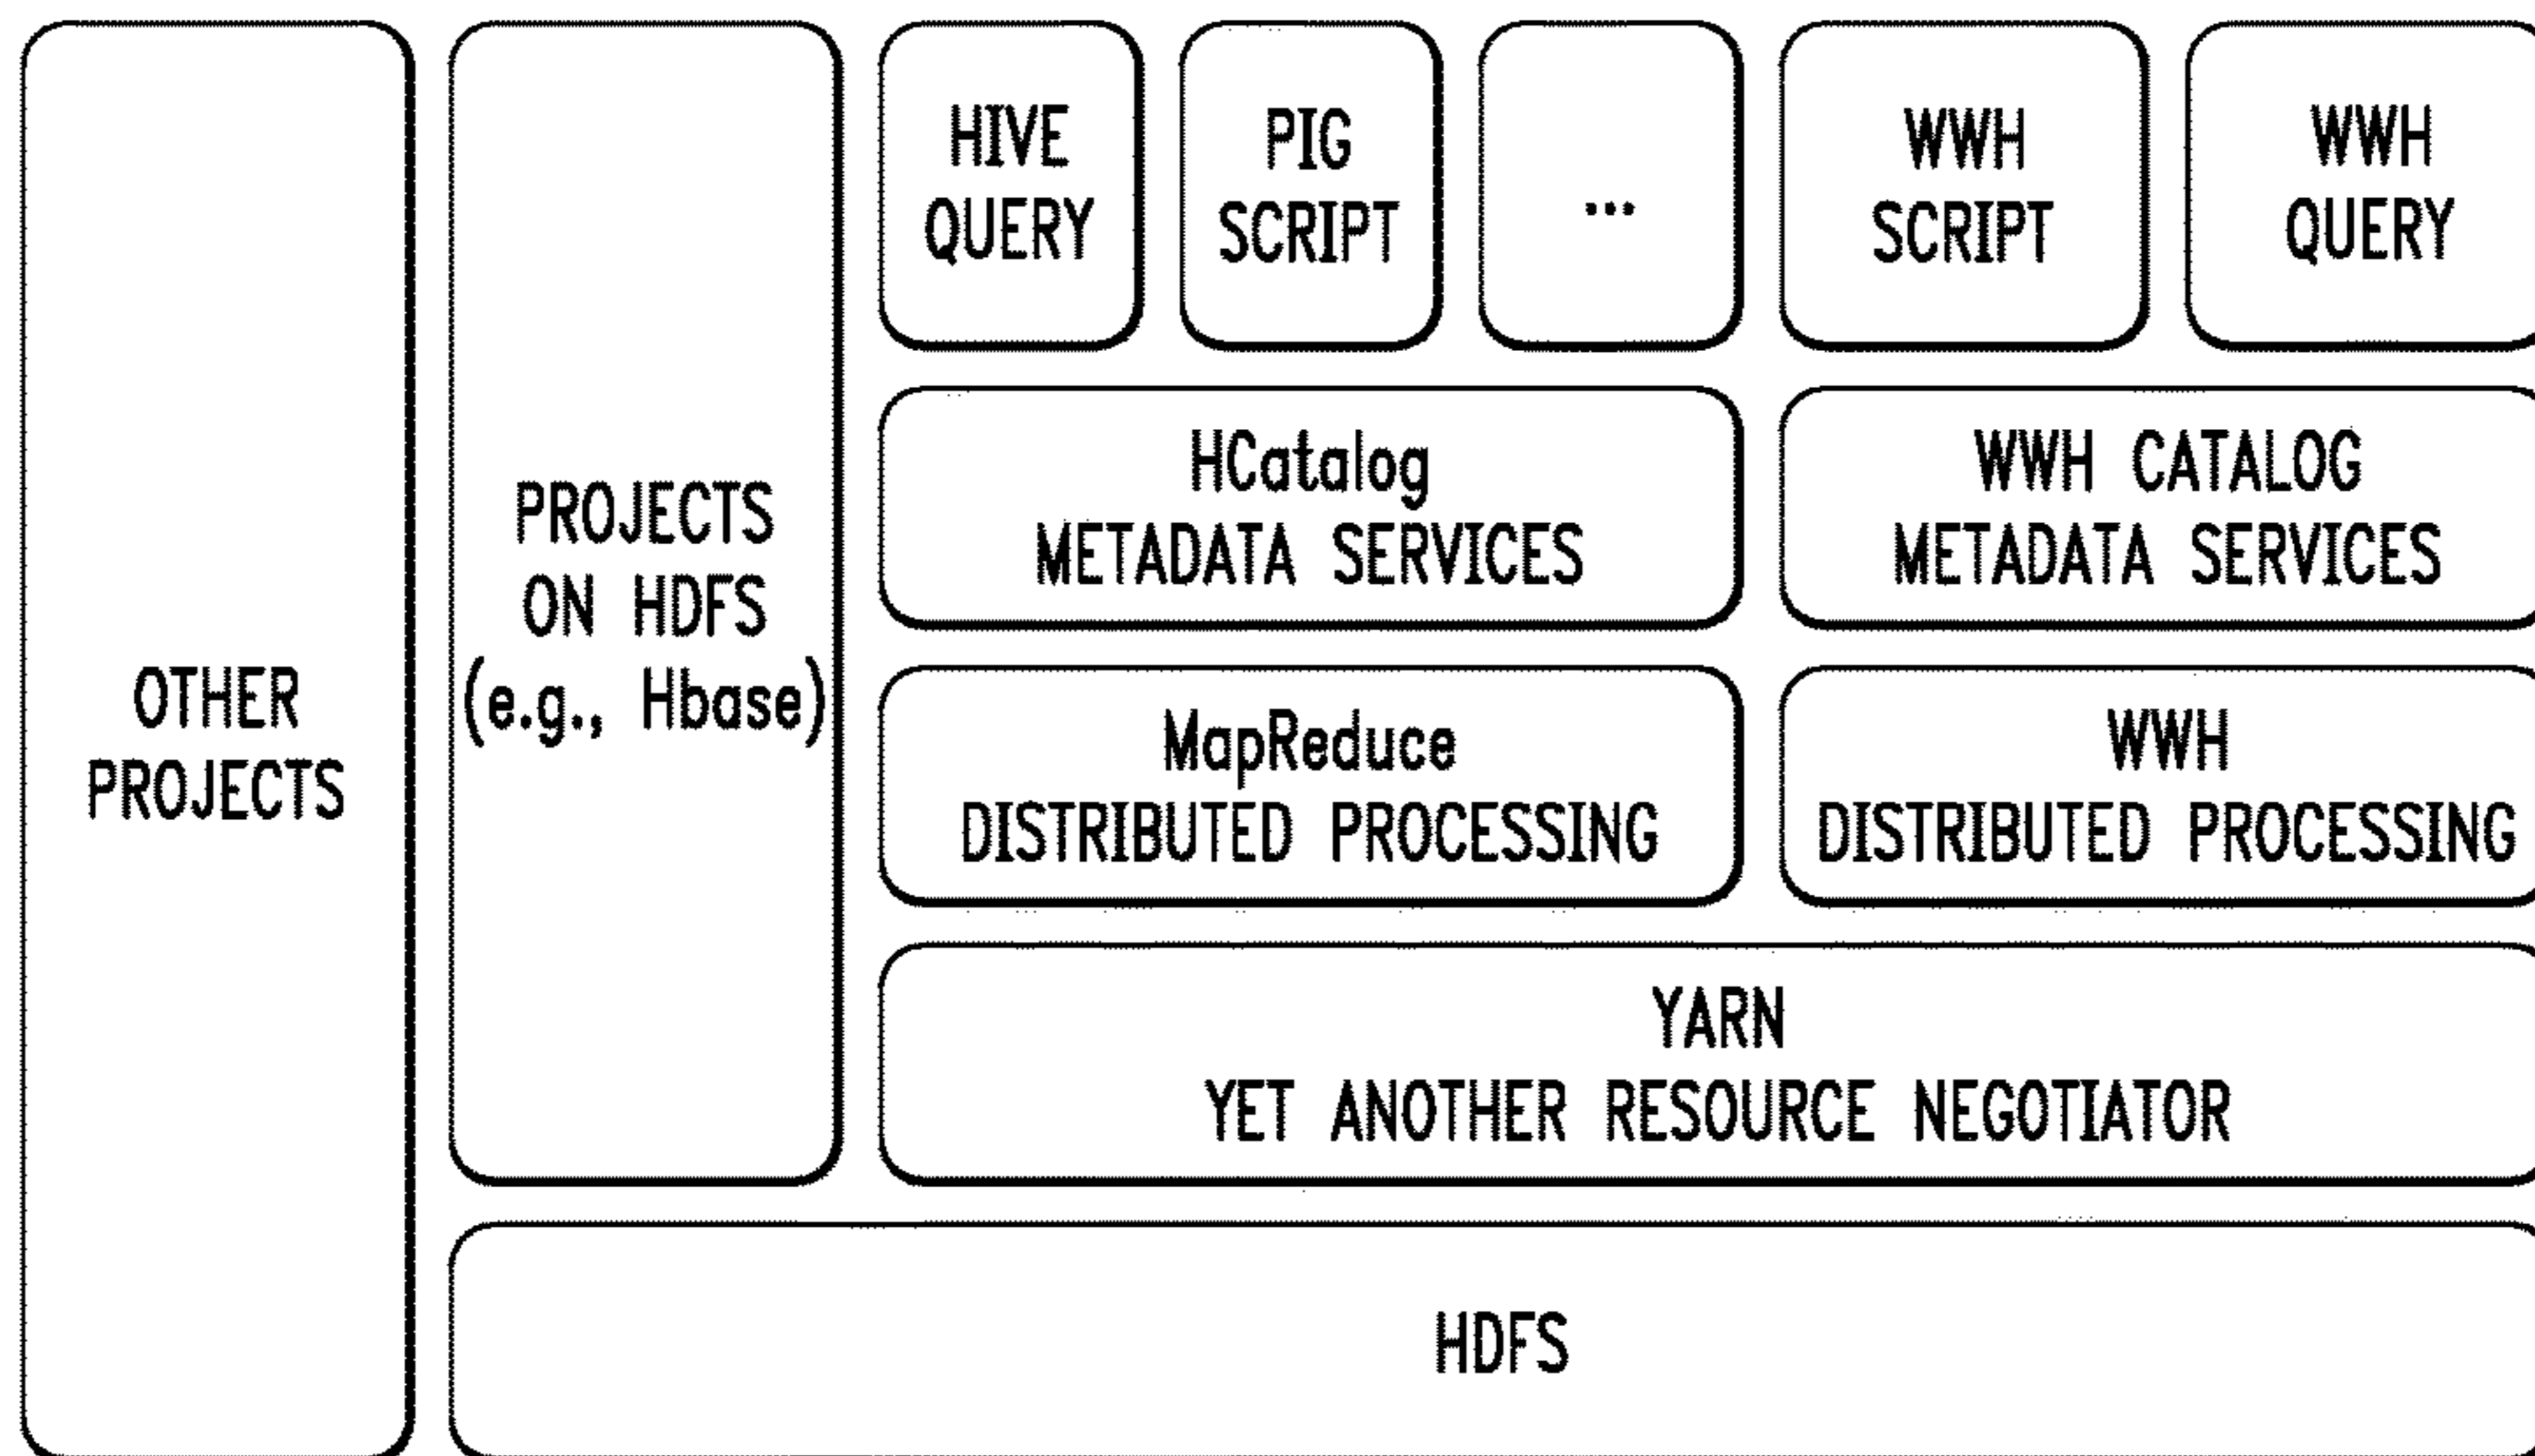 OTHER
PROJECTS
PROJECTS
ON HDFS
(e.g., Hbase)
HIVE
QUERY
PIG
SCRIPT
...
WWH
SCRIPT
WWH
QUERY
HCatalog
METADATA SERVICES
WWH CATALOG
METADATA SERVICES
MapReduce
DISTRIBUTED PROCESSING
WWH
DISTRIBUTED PROCESSING
YARN
YET ANOTHER RESOURCE NEGOTIATOR
HDFS